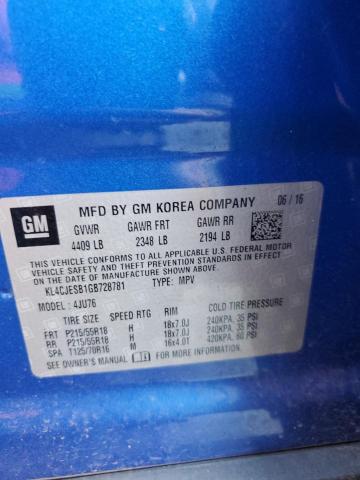 GM
MFD BY GM KOREA COMPANY 06/16
GVWR GAWR FRT GAWR RR
4409 LB 2348 LB 2194 LB
THIS VEHICLE CONFORMS TO ALL APPLICABLE U.S. FEDERAL MOTOR
VEHICLE SAFETY, BUMPER, AND THEFT PREVENTION STANDARDS IN
EFFECT ON THE DATE OF MANUFACTURE SHOWN ABOVE.
KL4CJESB1GB728781 TYPE: MPV
MODEL: 4JU76
TIRE SIZE SPEED RTG RIM COLD TIRE PRESSURE
FRT P215/55R18 H 18x7.0J 240KPA, 35 PSI
RR P215/55R18 H 18x7.0J 240KPA, 35 PSI
SPA T125/70R16 M 16x4.0T 420KPA, 60 PSI
SEE OWNER'S MANUAL FOR ADDITIONAL INFORMATION